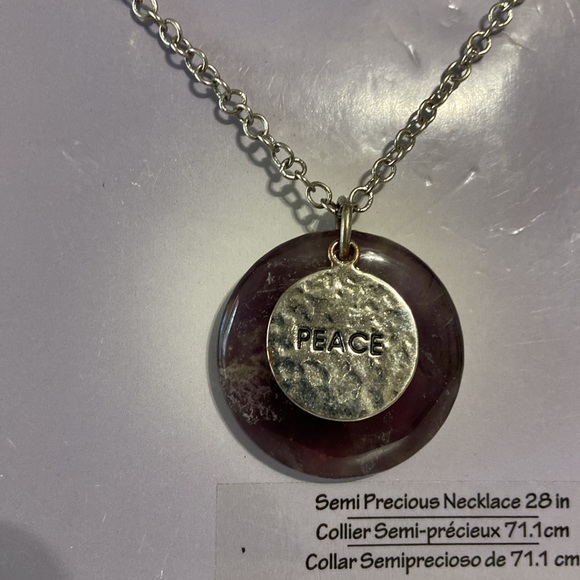 PEACE
Semi Precious Necklace 28 in
Collier Semi-précieux 71.1cm
Collar Semiprecioso de 71.1 cm